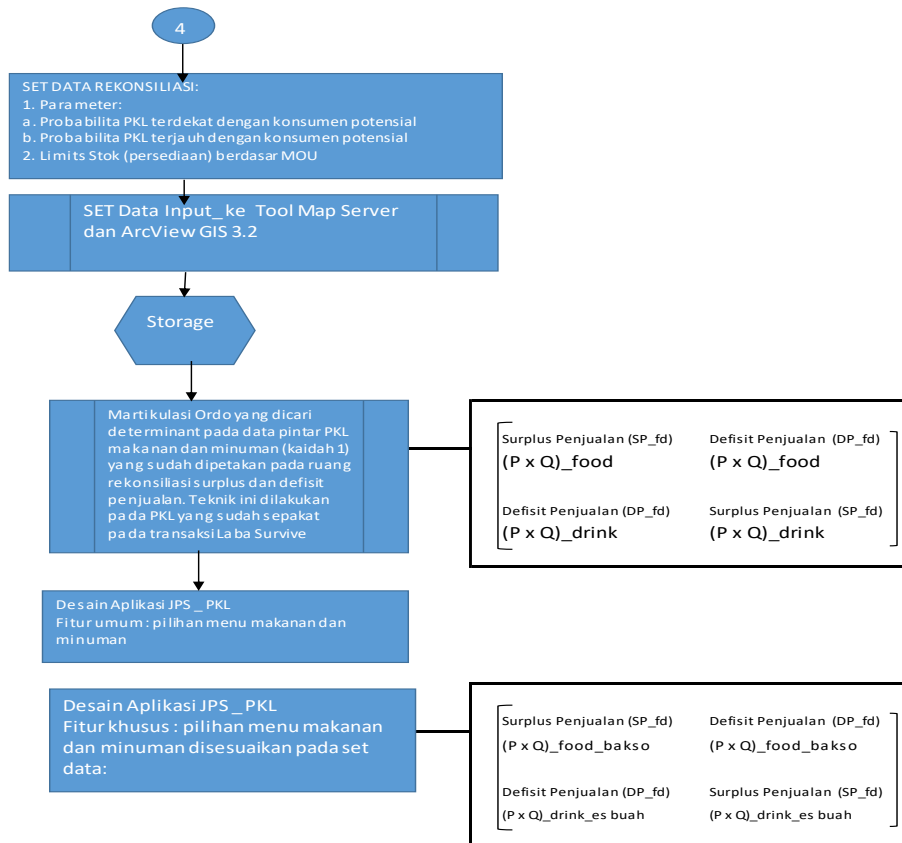 4
SET DATA REKONSILIASI:
1. Parameter:
a. Probabilita PKL terdekat dengan konsumen potensial
b. Probabilita PKL terjauh dengan konsumen potensial
2. Limits Stok (persediaan) berdasar MOU
SET Data Input_ke Tool Map Server
dan ArcView GIS 3.2
Storage
Martikulasi Ordo yang dicari
determinant pada data pintar PKL
makanan dan minuman (kaidah 1)
yang sudah dipetakan pada ruang
rekonsiliasi surplus dan defisit
penjualan. Teknik ini dilakukan
pada PKL yang sudah sepakat
pada transaksi Laba Survive
Surplus Penjualan (SP_fd) Defisit Penjualan (DP_fd)
(P x Q)_food (P x Q)_food
Defisit Penjualan (DP_fd) Surplus Penjualan (SP_fd)
(P x Q)_drink (P x Q)_drink
Desain Aplikasi JPS_PKL
Fitur umum : pilihan menu makanan dan
minuman
Desain Aplikasi JPS_PKL
Fitur khusus : pilihan menu makanan
dan minuman disesuaikan pada set
data:
Surplus Penjualan (SP_fd) Defisit Penjualan (DP_fd)
(P x Q)_food_bakso (P x Q)_food_bakso
Defisit Penjualan (DP_fd) Surplus Penjualan (SP_fd)
(P x Q)_drink_es buah (P x Q)_drink_es buah